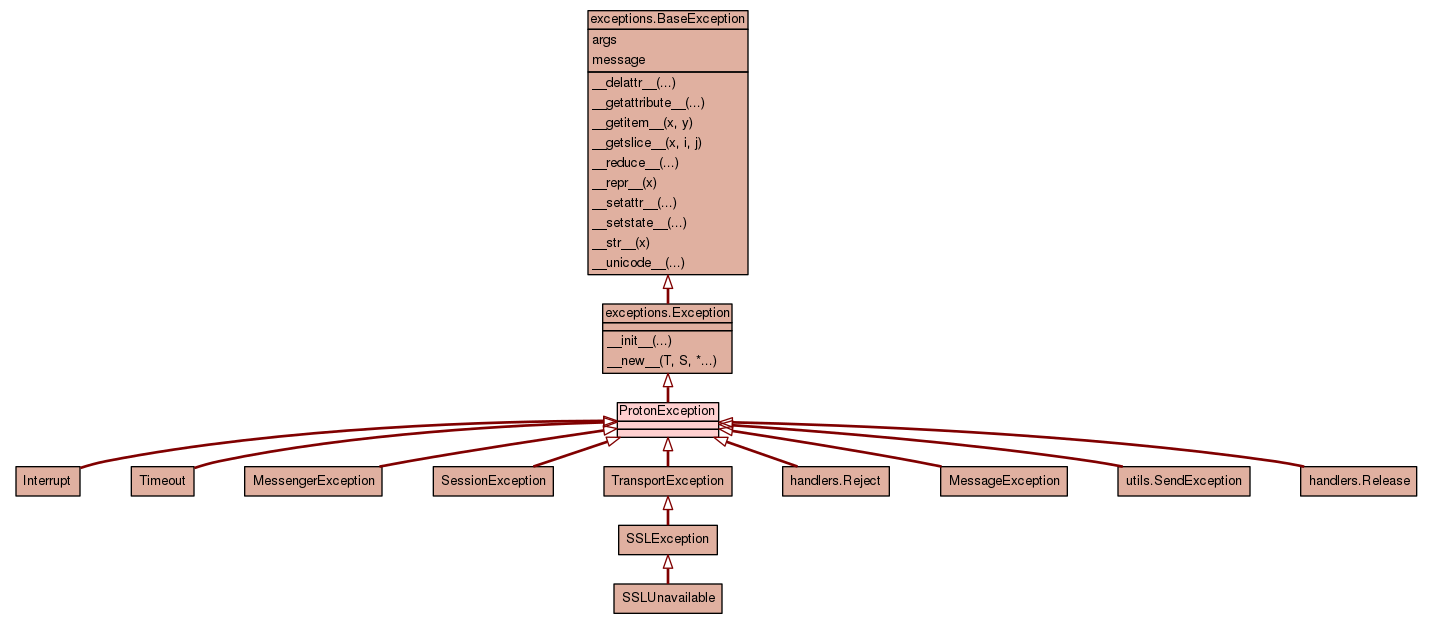 exceptions.BaseException
args
message
__delattr__(...)
__getattribute__(...)
__getitem__(x, y)
__getslice__(x, i, j)
__reduce__(...)
__repr__(x)
__setattr__(...)
__setstate__(...)
__str__(x)
__unicode__(...)
exceptions.Exception
__init__(...)
__new__(T, S, *...)
ProtonException
Interrupt
Timeout
MessengerException
SessionException
TransportException
handlers.Reject
MessageException
utils.SendException
handlers.Release
SSLException
SSLUnavailable